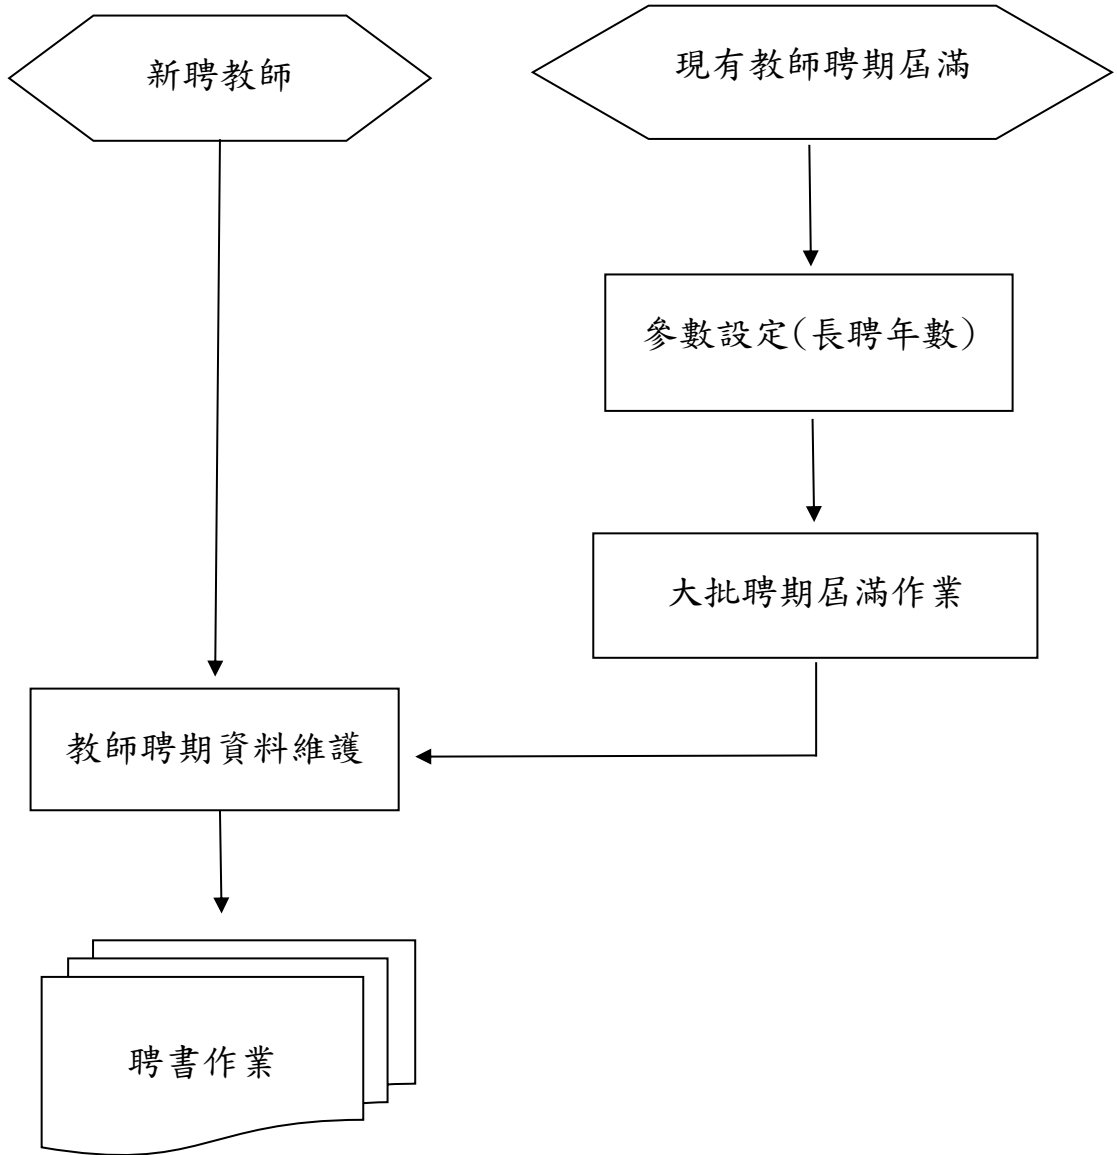 新聘教師
現有教師聘期屆滿
參數設定(長聘年數)
大批聘期屆滿作業
教師聘期資料維護
聘書作業